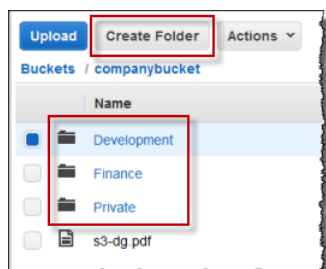 Upload Create Folder Actions
Buckets / companybucket
Name
Development
Finance
Private
s3-dg.pdf